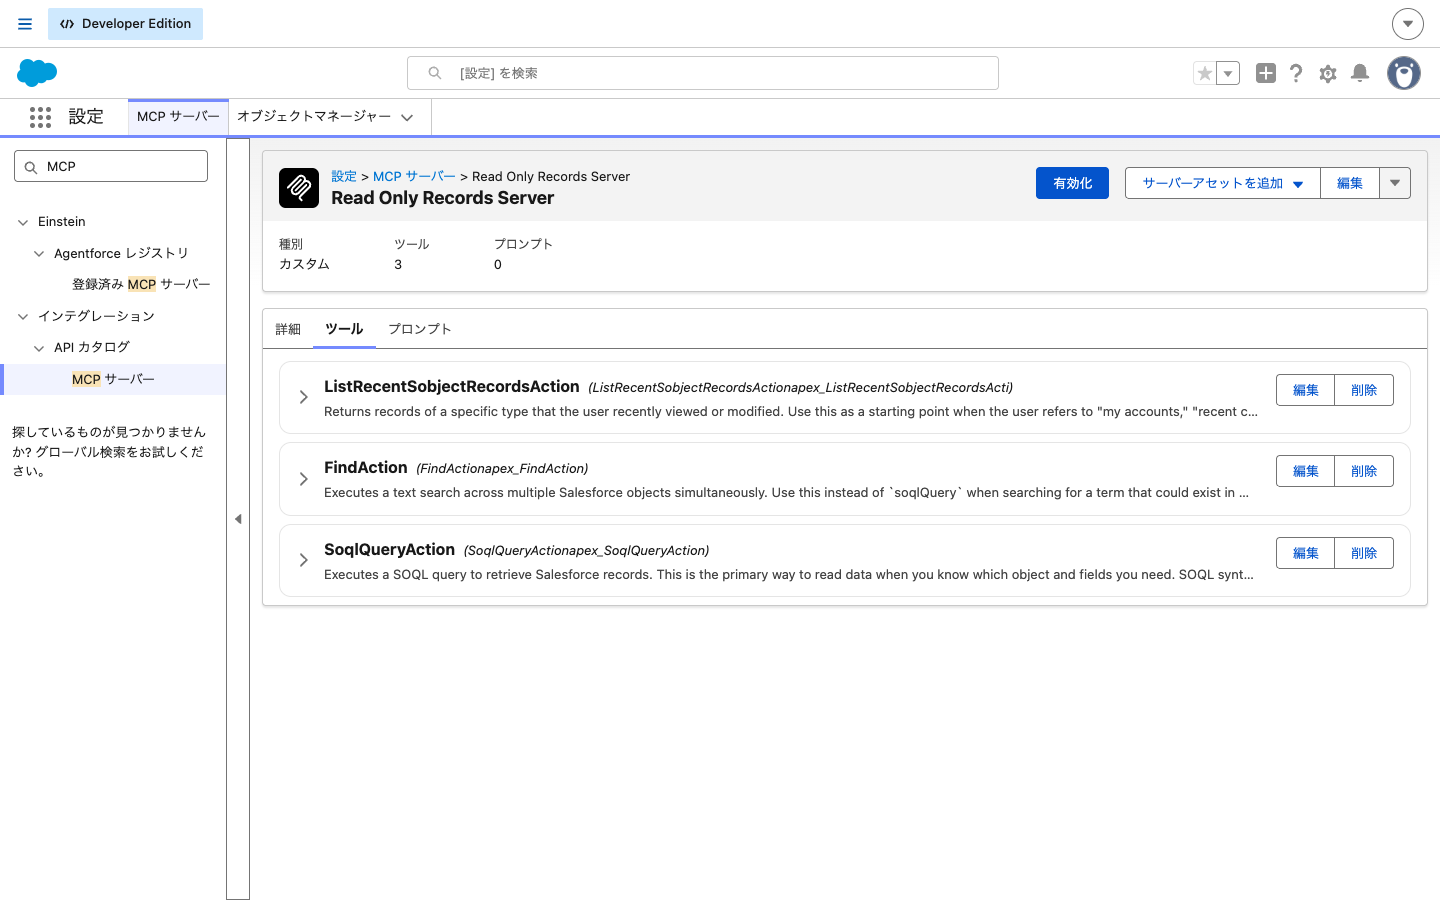 Developer Edition
[設定] を検索
設定
MCP サーバー
オブジェクトマネージャー
MCP
Einstein
Agentforce レジストリ
登録済み MCP サーバー
インテグレーション
API カタログ
MCP サーバー
探しているものが見つかりません
か? グローバル検索をお試しくだ
さい。
設定 > MCP サーバー > Read Only Records Server
Read Only Records Server
有効化
サーバーアセットを追加
編集
種別
ツール
プロンプト
カスタム
3
0
詳細
ツール
プロンプト
ListRecentSobjectRecordsAction (ListRecentSobjectRecordsActionapex_ListRecentSobjectRecordsActi)
Returns records of a specific type that the user recently viewed or modified. Use this as a starting point when the user refers to "my accounts," "recent c...
編集
削除
FindAction (FindActionapex_FindAction)
Executes a text search across multiple Salesforce objects simultaneously. Use this instead of `soqlQuery` when searching for a term that could exist in ...
編集
削除
SoqlQueryAction (SoqlQueryActionapex_SoqlQueryAction)
Executes a SOQL query to retrieve Salesforce records. This is the primary way to read data when you know which object and fields you need. SOQL synt...
編集
削除